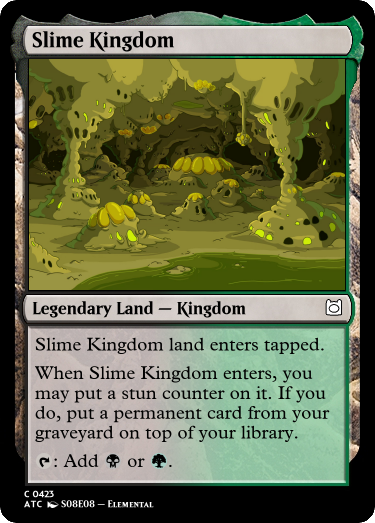 Slime Kingdom
Legendary Land — Kingdom
Slime Kingdom land enters tapped.
When Slime Kingdom enters, you
may put a stun counter on it. If you
do, put a permanent card from your
graveyard on top of your library.
: Add or .
C 0423
ATC S08E08 – Elemental